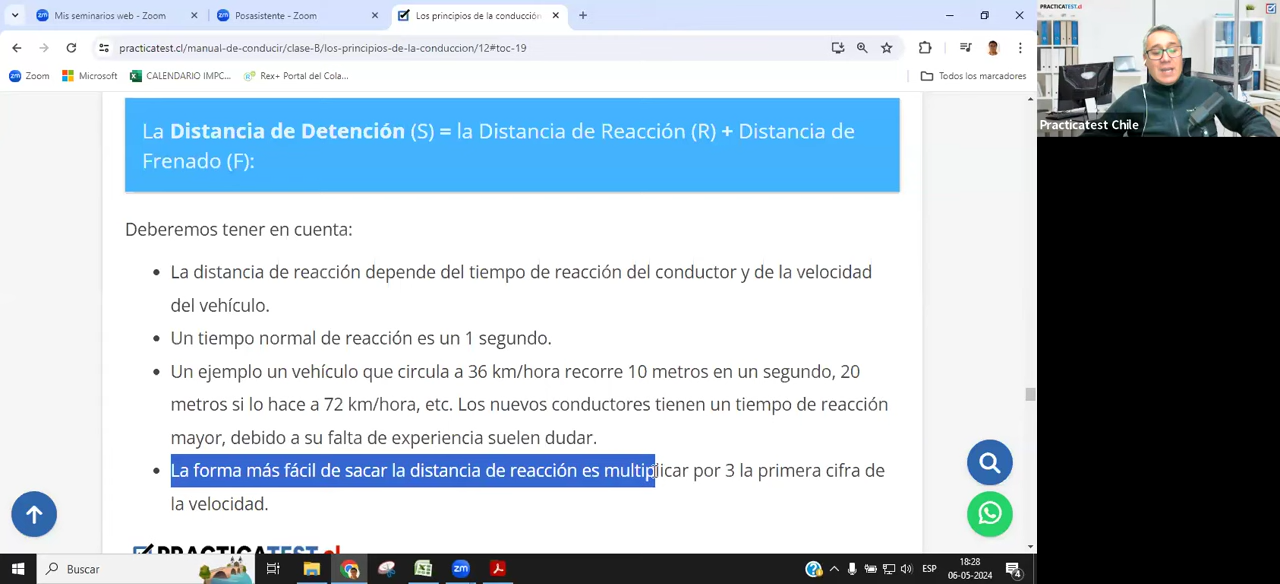 Mis seminarios web - Zoom
Posasistente - Zoom
Los principios de la conducción
practicatest.cl/manual-de-conducir/clase-B/los-principios-de-la-conduccion/12#toc-19
Zoom
Microsoft
CALENDARIO IMPC...
Rex+ Portal del Cola...
Todos los marcadores
PRACTICATEST.cl
Practicatest Chile
La Distancia de Detención (D) = la Distancia de Reacción (R) + Distancia de
Frenado (F):
Deberemos tener en cuenta:
• La distancia de reacción depende del tiempo de reacción del conductor y de la velocidad
del vehículo.
• Un tiempo normal de reacción es un 1 segundo.
• Un ejemplo un vehículo que circula a 36 km/hora recorre 10 metros en un segundo, 20
metros si lo hace a km/hora, etc. Los nuevos conductores tienen un tiempo de reacción
mayor, debido a su falta de experiencia suelen dudar.
• La forma más fácil de sacar la distancia de reacción es multiplicar por 3 la primera cifra de
la velocidad.
PRACTICATEST.cl
Buscar
ESP
18:28
06-05-2024
4